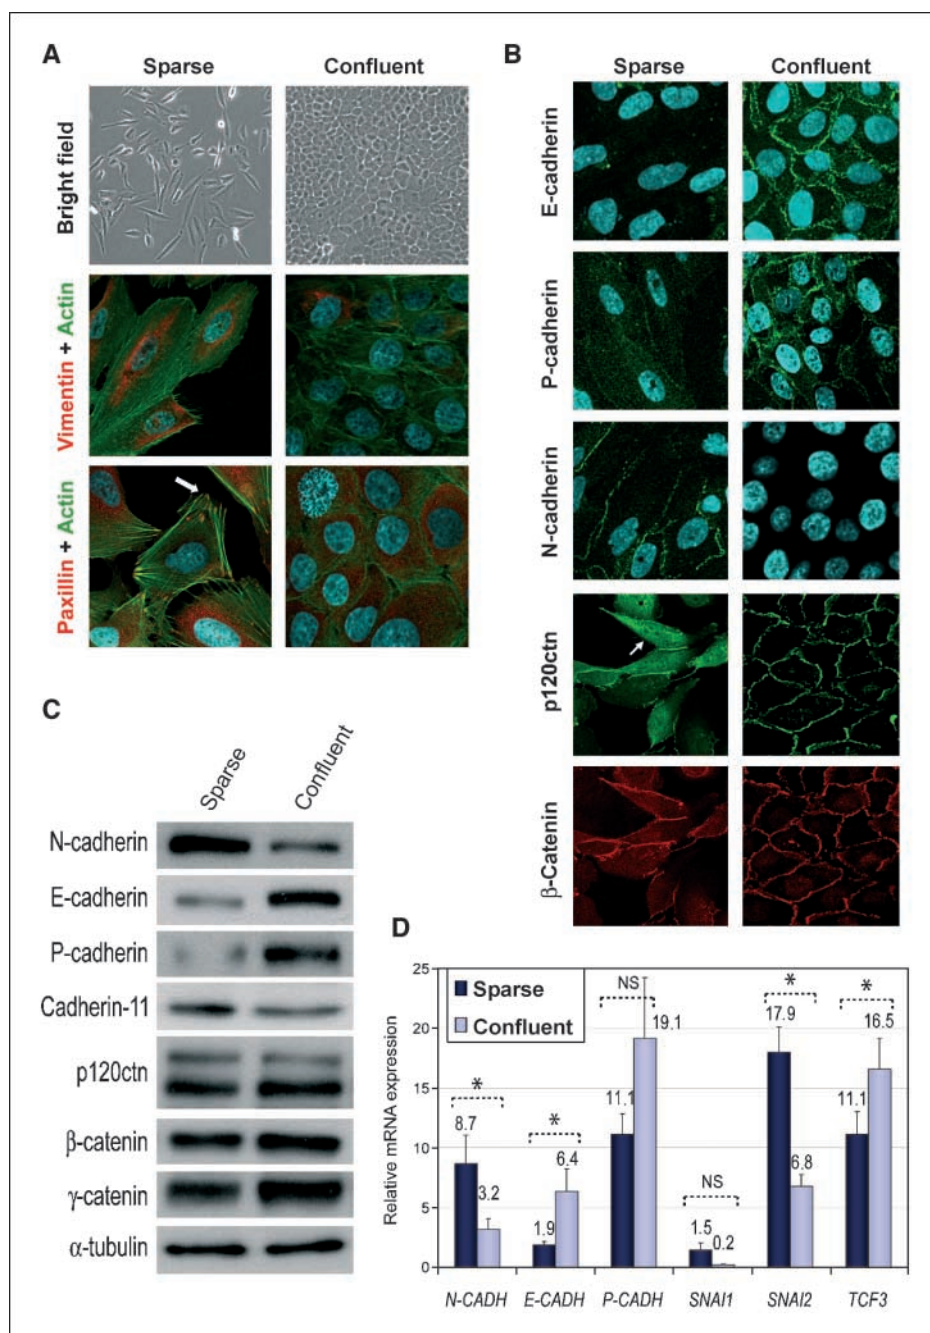 A
Sparse
Confluent
Bright field
Vimentin + Actin
Paxillin + Actin
B
Sparse
Confluent
E-cadherin
P-cadherin
N-cadherin
p120ctn
β-Catenin
C
Sparse
Confluent
N-cadherin
E-cadherin
P-cadherin
Cadherin-11
p120ctn
β-catenin
γ-catenin
α-tubulin
D
Relative mRNA expression
25
20
15
10
5
0
Sparse
Confluent
*
8.7
3.2
*
1.9
6.4
NS
11.1
19.1
NS
1.5
0.2
*
17.9
6.8
*
11.1
16.5
N-CADH
E-CADH
P-CADH
SNAI1
SNAI2
TCF3